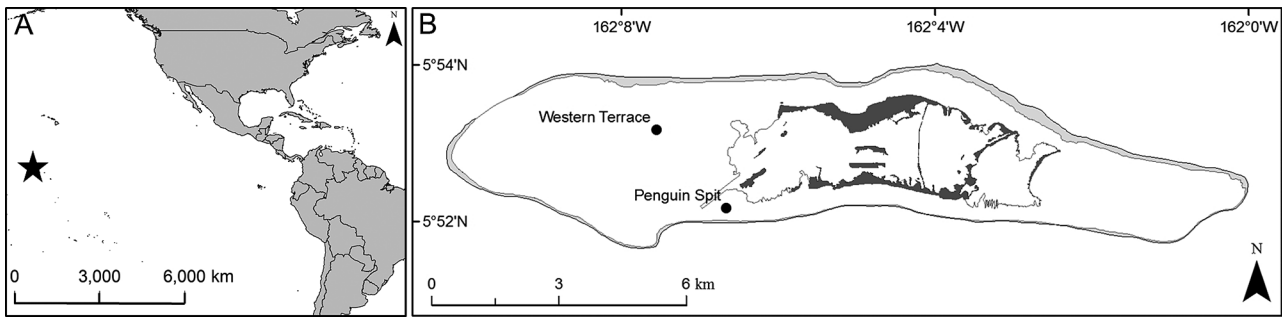 A
N
0 3,000 6,000 km
B
162°8'W 162°4'W 162°0'W
5°54'N
Western Terrace
Penguin Spit
5°52'N
N
0 3 6 km